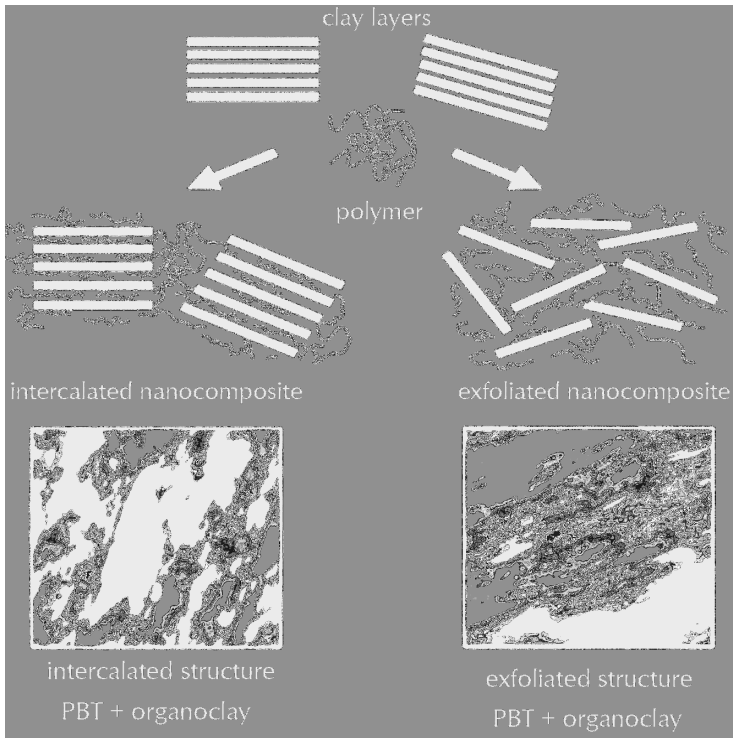 clay layers
polymer
intercalated nanocomposite
exfoliated nanocomposite
intercalated structure
PBT + organoclay
exfoliated structure
PBT + organoclay